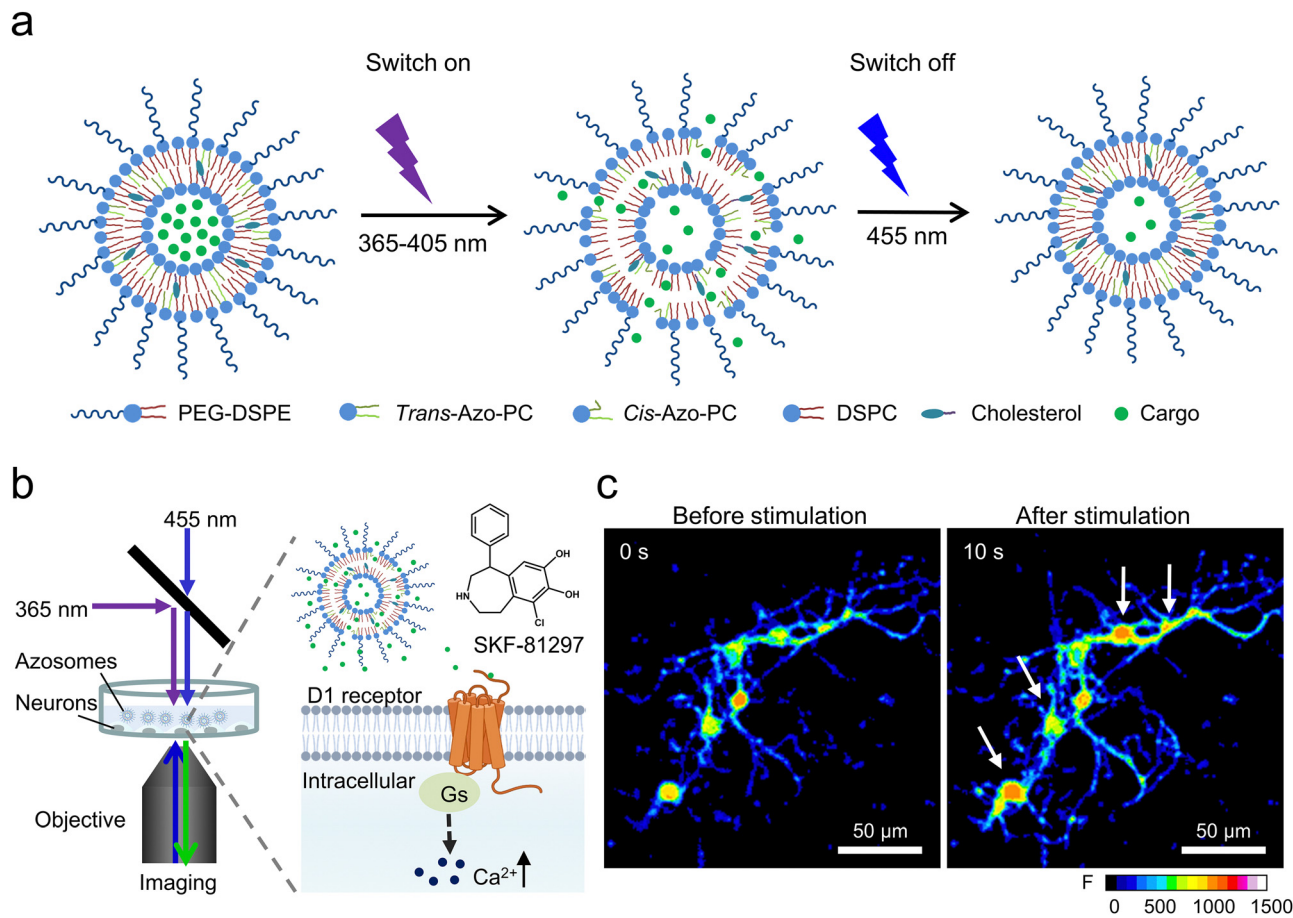 a
Switch on
Switch off
365-405 nm
455 nm
PEG-DSPE
Trans-Azo-PC
Cis-Azo-PC
DSPC
Cholesterol
Cargo
b
455 nm
365 nm
Azosomes
Neurons
Objective
Imaging
OH
OH
HN
Cl
SKF-81297
D1 receptor
Intracellular
Gs
Ca²⁺
c
Before stimulation
After stimulation
0 s
10 s
50 µm
50 µm
F
0 500 1000 1500